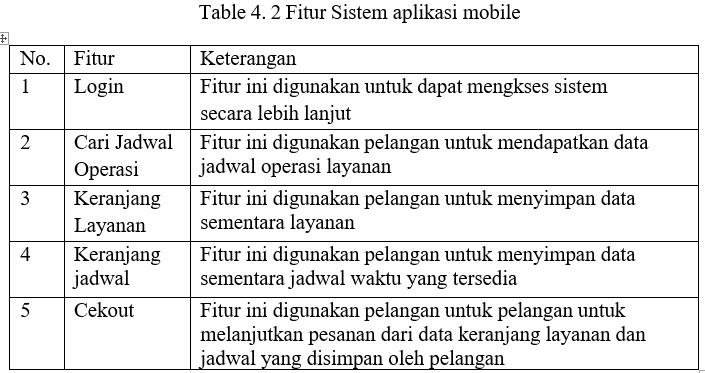 Table 4. 2 Fitur Sistem aplikasi mobile
No. Fitur Keterangan
1 Login Fitur ini digunakan untuk dapat mengkses sistem
secara lebih lanjut
2 Cari Jadwal Fitur ini digunakan pelangan untuk mendapatkan data
Operasi jadwal operasi layanan
3 Keranjang Fitur ini digunakan pelangan untuk menyimpan data
Layanan sementara layanan
4 Keranjang Fitur ini digunakan pelangan untuk menyimpan data
jadwal sementara jadwal waktu yang tersedia
5 Cekout Fitur ini digunakan pelangan untuk pelangan untuk
melanjutkan pesanan dari data keranjang layanan dan
jadwal yang disimpan oleh pelangan